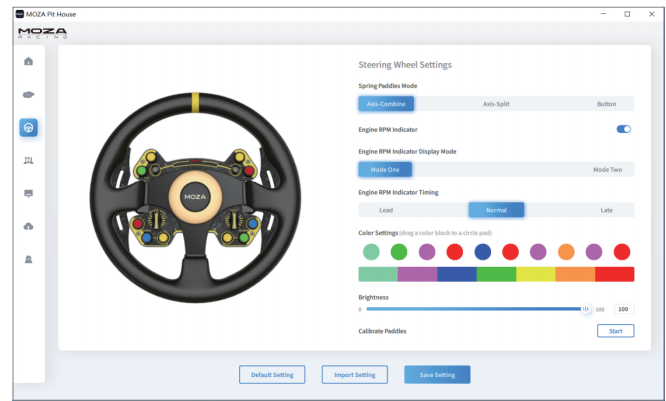 MOZA Pit House
MOZA
RACING
Steering Wheel Settings
Spring Paddles Mode
Axis-Combine Axis-Split Button
Engine RPM Indicator
Engine RPM Indicator Display Mode
Mode One Mode Two
Engine RPM Indicator Timing
Lead Normal Late
Color Settings (drag a color block to a circle pad)
Brightness
0 100 100
Calibrate Paddles Start
MOZA
Default Setting Import Setting Save Setting